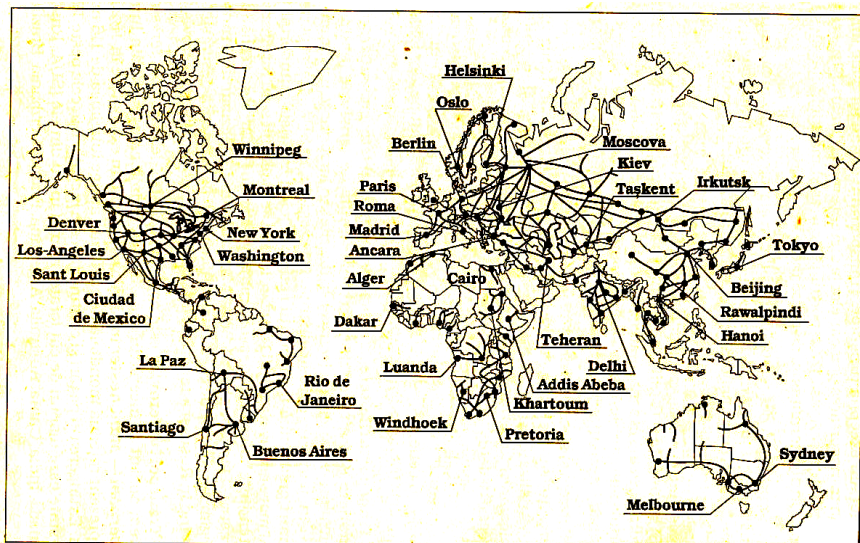 Helsinki
Oslo
Berlin
Winnipeg
Moscova
Kiev
Irkutsk
Paris
Montreal
Taşkent
Roma
Denver
New York
Madrid
Los-Angeles
Washington
Ancara
Tokyo
Sant Louis
Alger
Cairo
Beijing
Ciudad
de Mexico
Rawalpindi
Dakar
Hanoi
Teheran
La Paz
Luanda
Delhi
Rio de
Janeiro
Addis Abeba
Khartoum
Santiago
Windhoek
Buenos Aires
Pretoria
Sydney
Melbourne